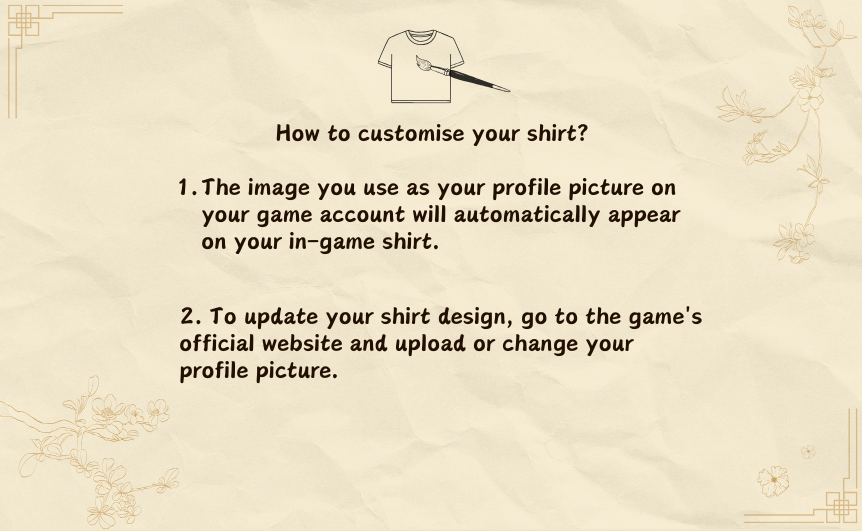 How to customise your shirt?
1. The image you use as your profile picture on
your game account will automatically appear
on your in-game shirt.
2. To update your shirt design, go to the game's
official website and upload or change your
profile picture.